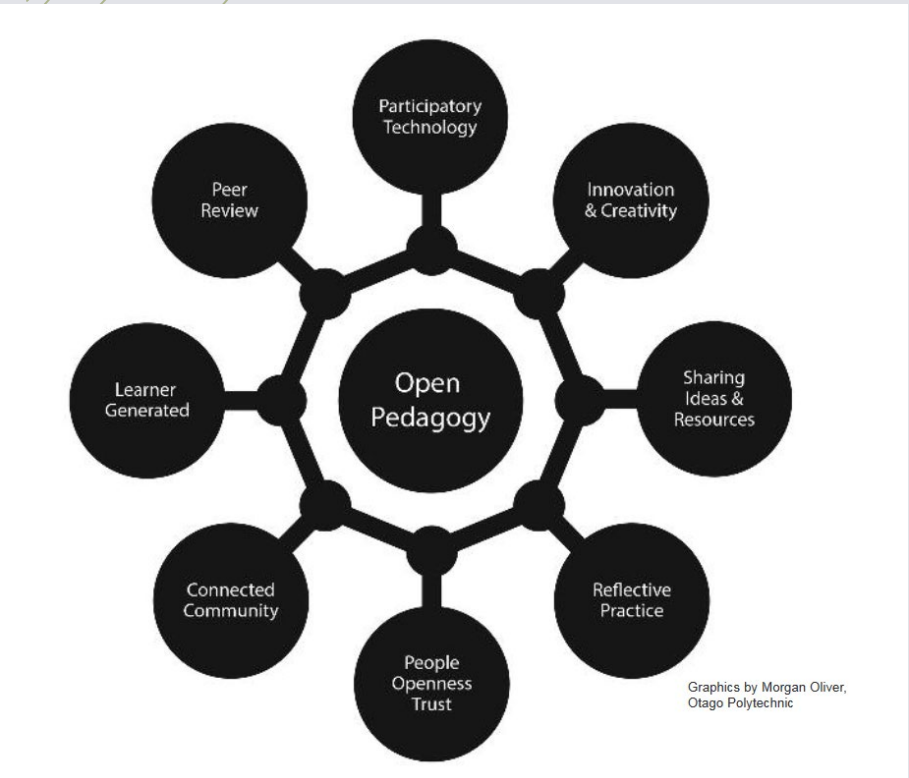 Participatory
Technology
Innovation
& Creativity
Sharing
Ideas &
Resources
Reflective
Practice
People
Openness
Trust
Connected
Community
Learner
Generated
Peer
Review
Open
Pedagogy
Graphics by Morgan Oliver,
Otago Polytechnic